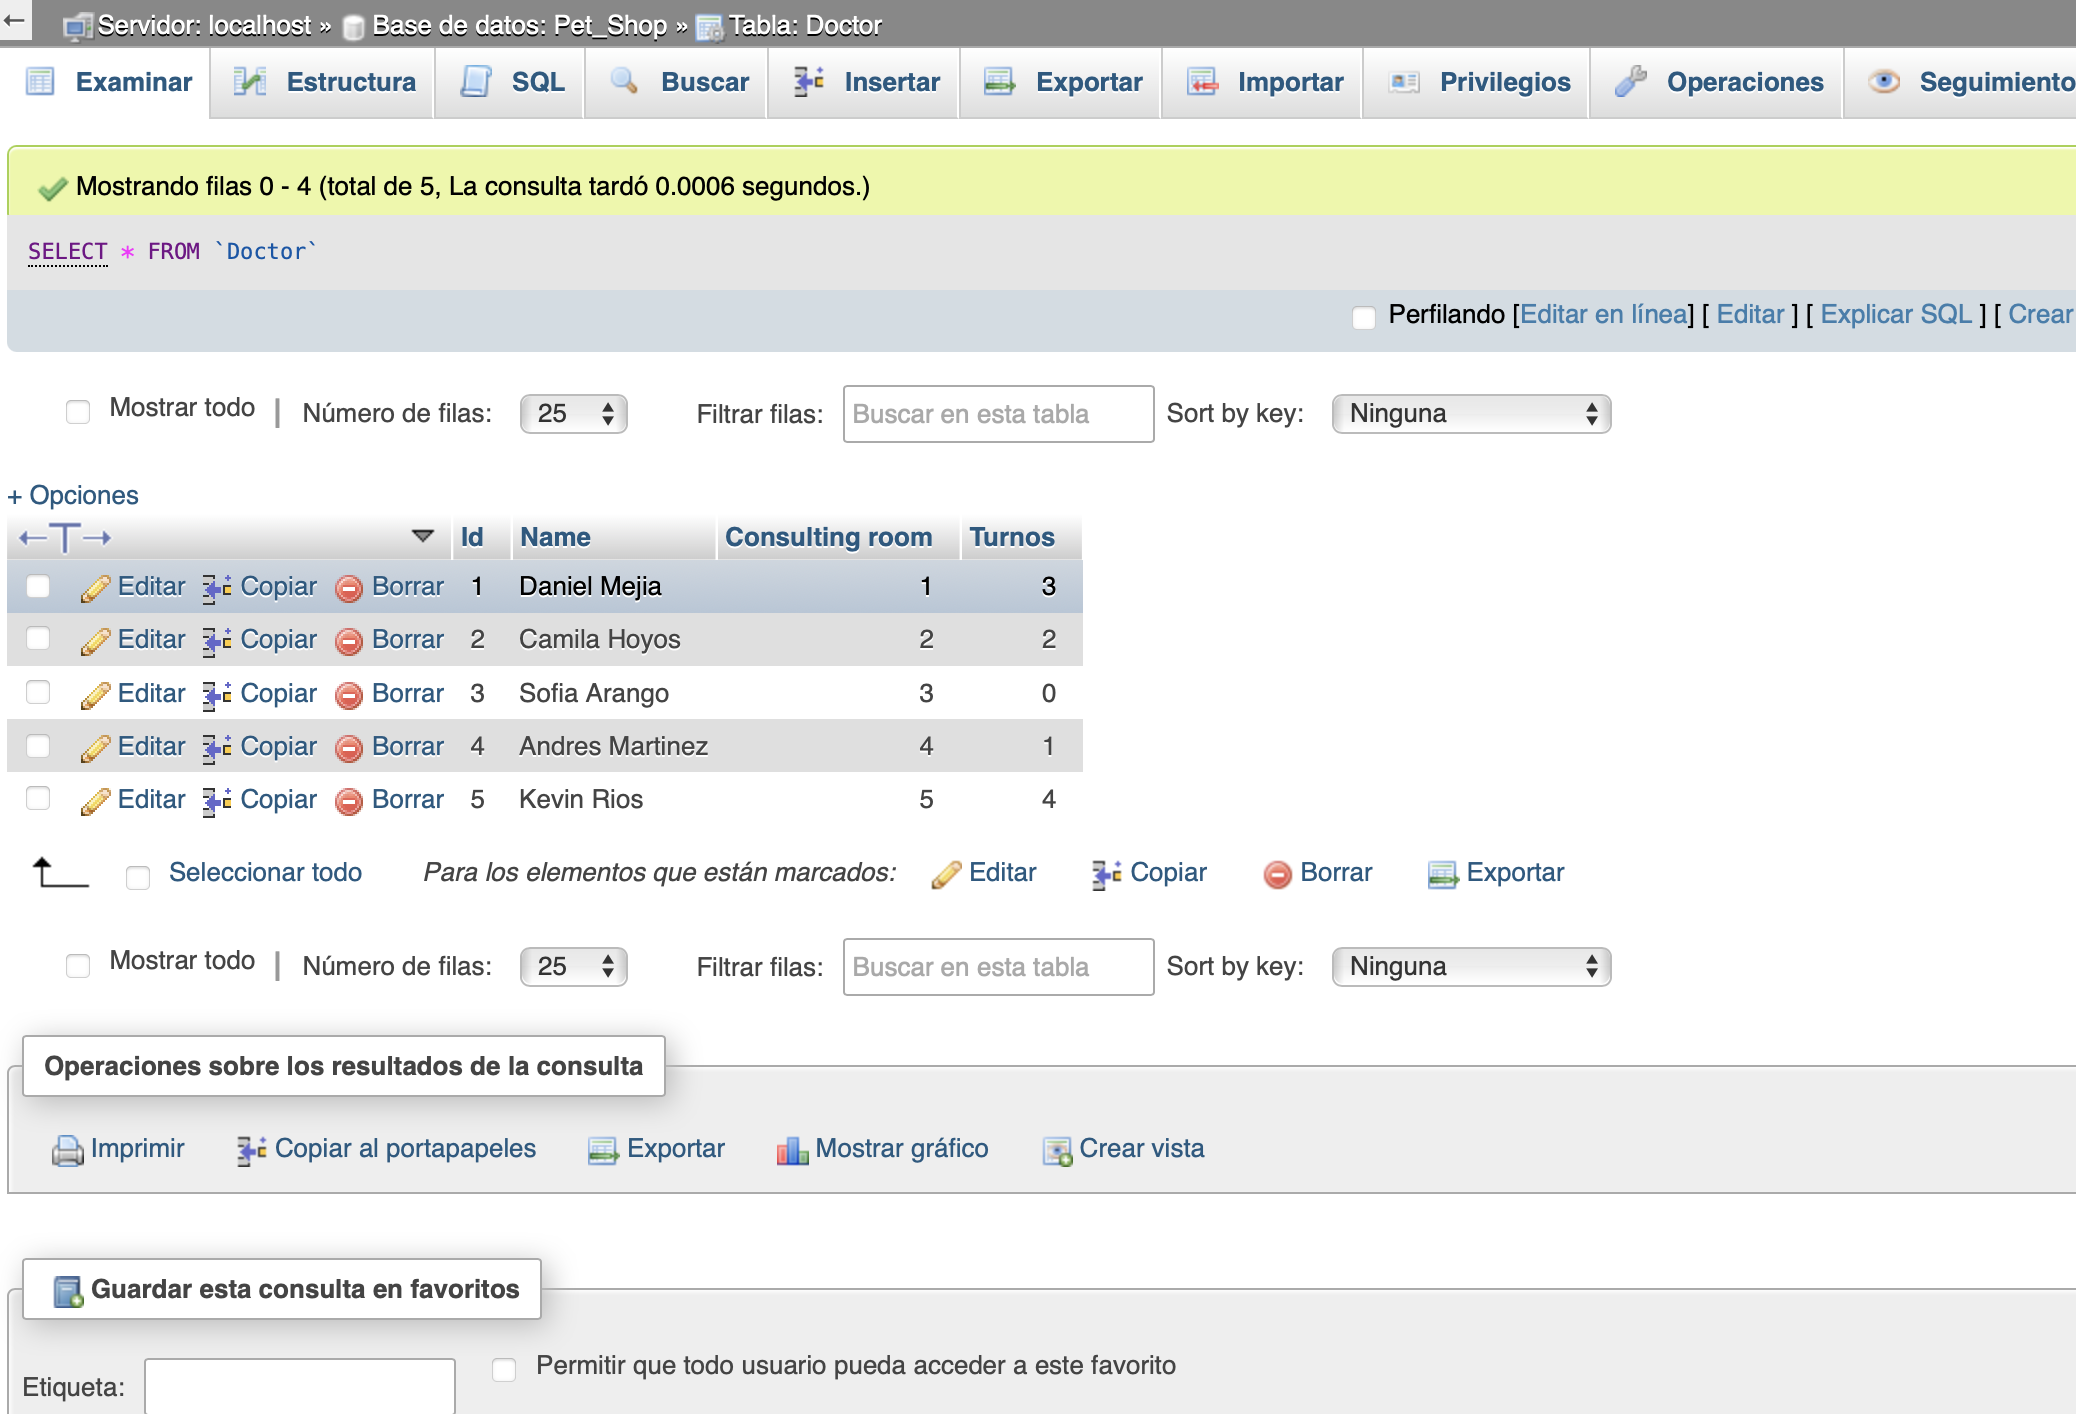 Servidor: localhost » Base de datos: Pet_Shop » Tabla: Doctor
Examinar Estructura SQL Buscar Insertar Exportar Importar Privilegios Operaciones Seguimiento
Mostrando filas 0 - 4 (total de 5, La consulta tardó 0.0006 segundos.)
SELECT * FROM `Doctor`
Perfilando [Editar en línea] [ Editar ] [ Explicar SQL ] [ Crear
Mostrar todo | Número de filas: 25 Filtrar filas: Buscar en esta tabla Sort by key: Ninguna
+ Opciones
←T→ Id Name Consulting room Turnos
Editar Copiar Borrar 1 Daniel Mejia 1 3
Editar Copiar Borrar 2 Camila Hoyos 2 2
Editar Copiar Borrar 3 Sofia Arango 3 0
Editar Copiar Borrar 4 Andres Martinez 4 1
Editar Copiar Borrar 5 Kevin Rios 5 4
Seleccionar todo Para los elementos que están marcados: Editar Copiar Borrar Exportar
Mostrar todo | Número de filas: 25 Filtrar filas: Buscar en esta tabla Sort by key: Ninguna
Operaciones sobre los resultados de la consulta
Imprimir Copiar al portapapeles Exportar Mostrar gráfico Crear vista
Guardar esta consulta en favoritos
Etiqueta: Permitir que todo usuario pueda acceder a este favorito